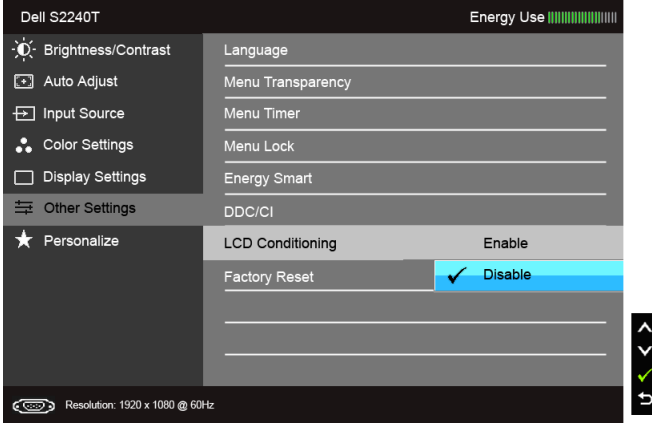 Dell S2240T
Energy Use
Brightness/Contrast
Auto Adjust
Input Source
Color Settings
Display Settings
Other Settings
Personalize
Language
Menu Transparency
Menu Timer
Menu Lock
Energy Smart
DDC/CI
LCD Conditioning
Enable
Factory Reset
Disable
Resolution: 1920 x 1080 @ 60Hz